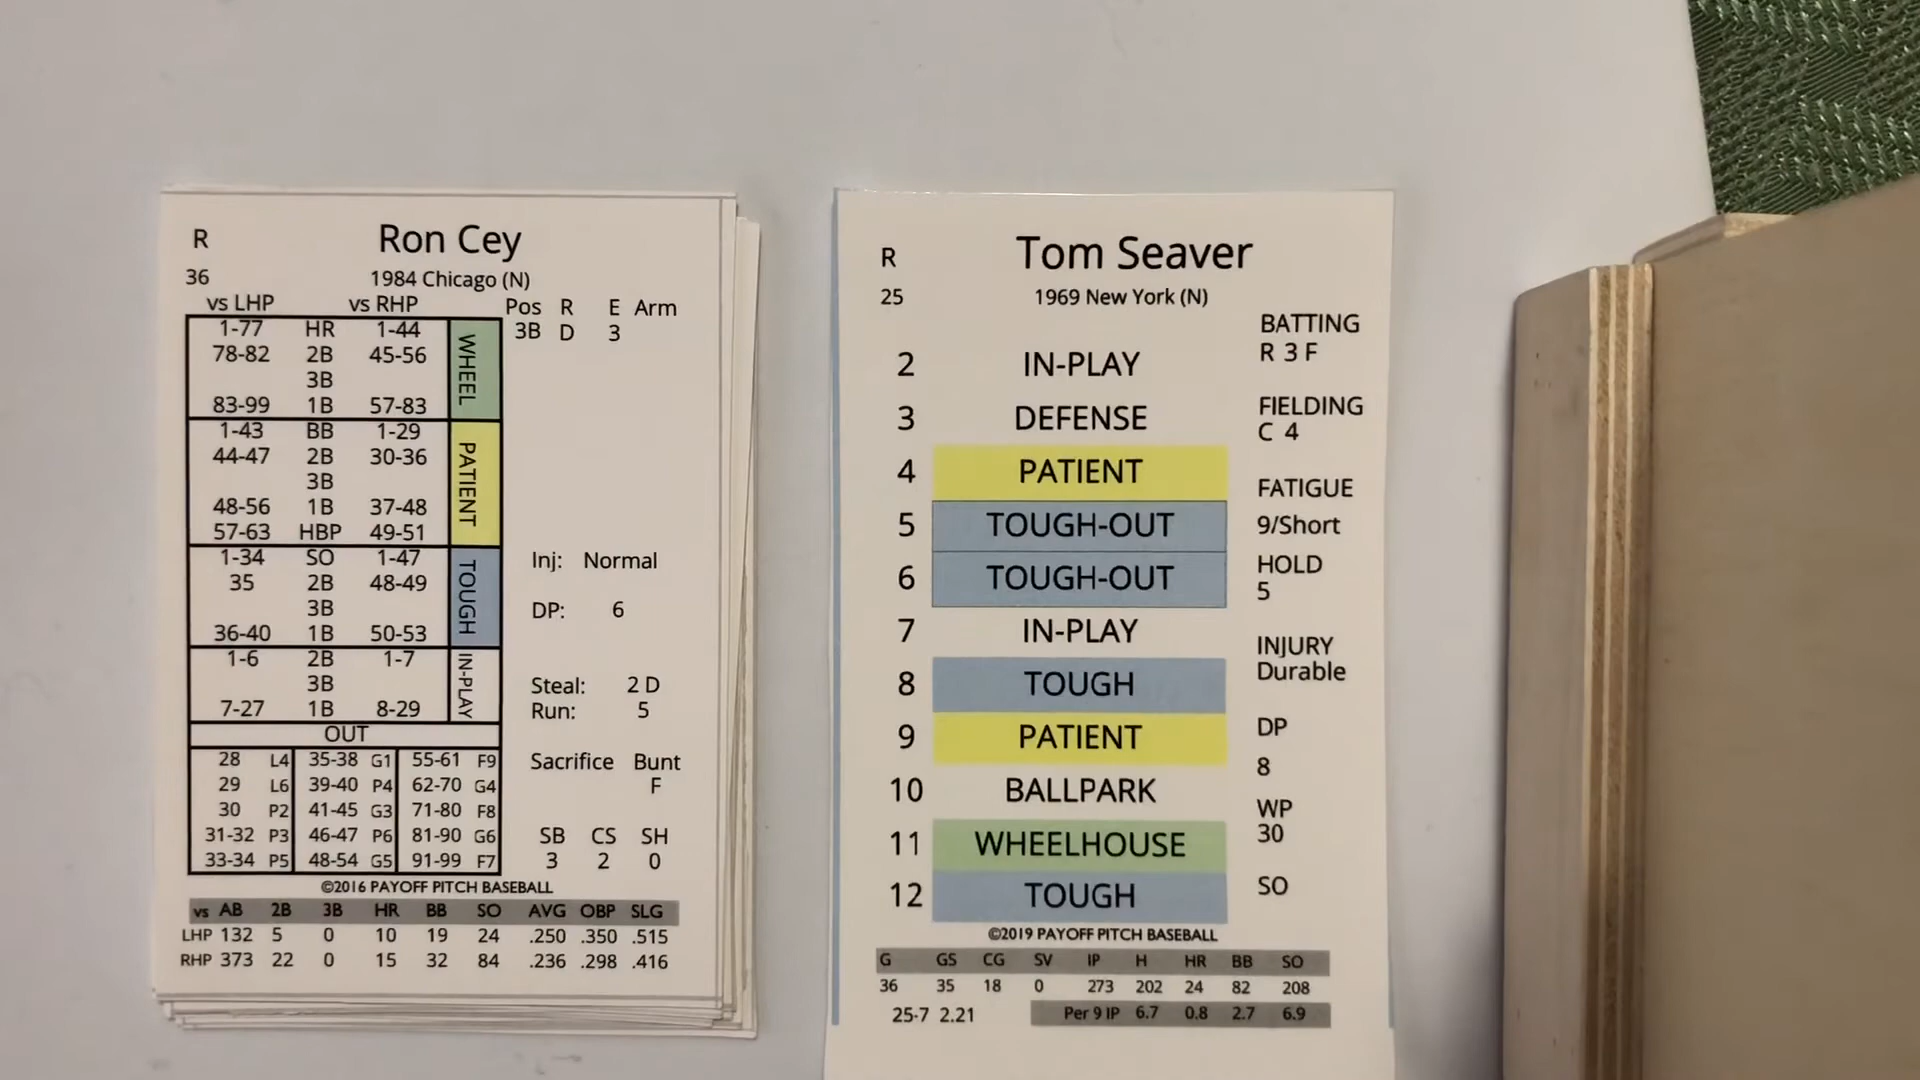 R Ron Cey
36 1984 Chicago (N)
vs LHP vs RHP Pos R E Arm
1-77 HR 1-44 WHEEL 3B D 3
78-82 2B 45-56
3B
83-99 1B 57-83
1-43 BB 1-29 PATIENT
44-47 2B 30-36
3B
48-56 1B 37-48
57-63 HBP 49-51
1-34 SO 1-47 TOUGH Inj: Normal
35 2B 48-49
3B DP: 6
36-40 1B 50-53
1-6 2B 1-7 IN-PLAY
3B Steal: 2 D
7-27 1B 8-29 Run: 5
OUT
28 L4 35-38 G1 55-61 F9 Sacrifice Bunt
29 L6 39-40 P4 62-70 G4 F
30 P2 41-45 G3 71-80 F8
31-32 P3 46-47 P6 81-90 G6 SB CS SH
33-34 P5 48-54 G5 91-99 F7 3 2 0
©2016 PAYOFF PITCH BASEBALL
vs AB 2B 3B HR BB SO AVG OBP SLG
LHP 132 5 0 10 19 24 .250 .350 .515
RHP 373 22 0 15 32 84 .236 .298 .416
R Tom Seaver
25 1969 New York (N)
BATTING
R 3 F
2 IN-PLAY
3 DEFENSE
FIELDING
C 4
4 PATIENT
FATIGUE
5 TOUGH-OUT 9/Short
6 TOUGH-OUT HOLD
5
7 IN-PLAY INJURY
Durable
8 TOUGH
9 PATIENT DP
8
10 BALLPARK WP
30
11 WHEELHOUSE
12 TOUGH SO
©2019 PAYOFF PITCH BASEBALL
G GS CG SV IP H HR BB SO
36 35 18 0 273 202 24 82 208
25-7 2.21 Per 9 IP 6.7 0.8 2.7 6.9